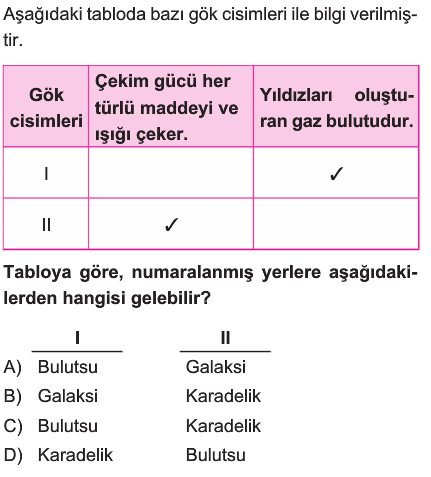 Aşağıdaki tabloda bazı gök cisimleri ile bilgi verilmiş-
tir.
Gök cisimleri
Çekim gücü her türlü maddeyi ve ışığı çeker.
Yıldızları oluştu-
ran gaz bulutudur.
I ✓
II ✓
Tabloya göre, numaralanmış yerlere aşağıdaki-
lerden hangisi gelebilir?
I II
A) Bulutsu Galaksi
B) Galaksi Karadelik
C) Bulutsu Karadelik
D) Karadelik Bulutsu